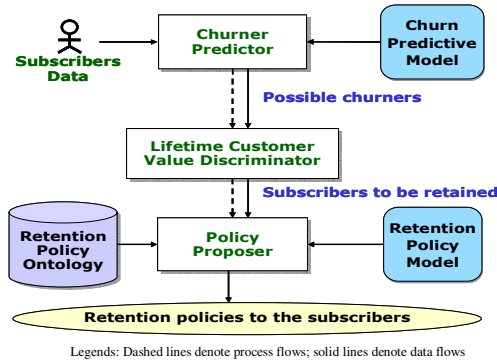 Subscribers
Data
Churner
Predictor
Churn
Predictive
Model
Possible churners
Lifetime Customer
Value Discriminator
Subscribers to be retained
Retention
Policy
Ontology
Policy
Proposer
Retention
Policy
Model
Retention policies to the subscribers
Legends: Dashed lines denote process flows; solid lines denote data flows